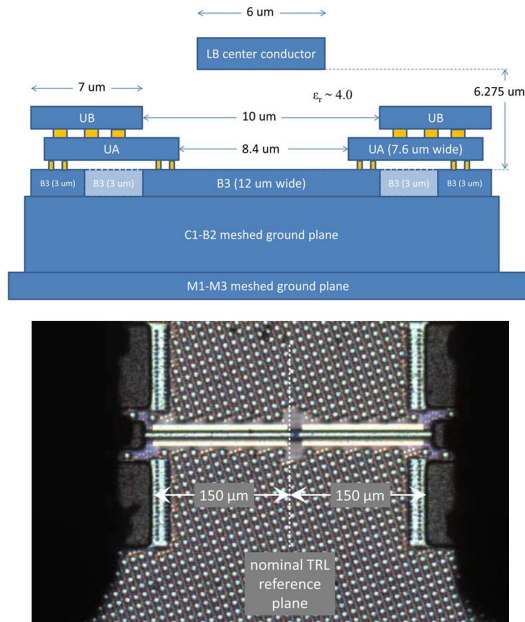 6 um
LB center conductor
7 um
εr ~ 4.0
6.275 um
UB
10 um
UB
UA
8.4 um
UA (7.6 um wide)
B3 (3 um)
B3 (3 um)
B3 (12 um wide)
B3 (3 um)
B3 (3 um)
C1-B2 meshed ground plane
M1-M3 meshed ground plane
150 μm
150 μm
nominal TRL
reference
plane